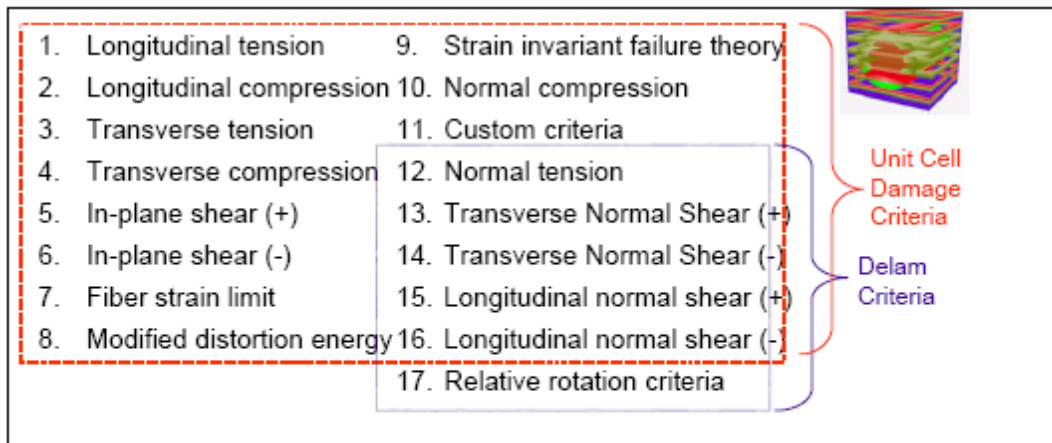 1. Longitudinal tension
2. Longitudinal compression
3. Transverse tension
4. Transverse compression
5. In-plane shear (+)
6. In-plane shear (-)
7. Fiber strain limit
8. Modified distortion energy
9. Strain invariant failure theory
10. Normal compression
11. Custom criteria
12. Normal tension
13. Transverse Normal Shear (+)
14. Transverse Normal Shear (-)
15. Longitudinal normal shear (+)
16. Longitudinal normal shear (-)
17. Relative rotation criteria
Unit Cell
Damage
Criteria
Delam
Criteria